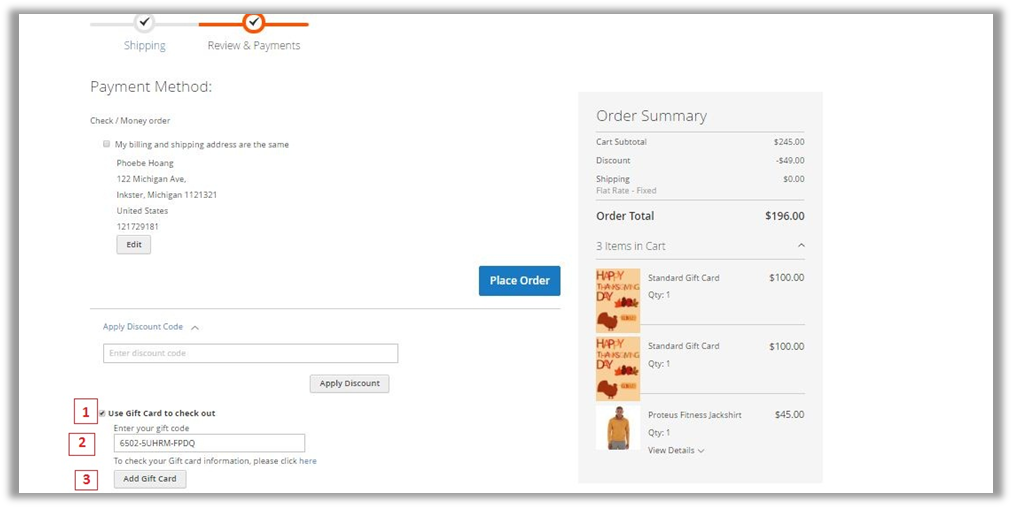 Shipping
Review & Payments
Payment Method:
Check / Money order
My billing and shipping address are the same
Phoebe Hoang
122 Michigan Ave,
Inkster, Michigan 1121321
United States
121729181
Edit
Place Order
Apply Discount Code
Enter discount code
Apply Discount
1 Use Gift Card to check out
Enter your gift code
2 6502-5UHRM-FPDQ
To check your Gift card information, please click here
3 Add Gift Card
Order Summary
Cart Subtotal $245.00
Discount -$49.00
Shipping $0.00
Flat Rate - Fixed
Order Total $196.00
3 Items in Cart
HAPPY
THANKSGIVING
DAY
Standard Gift Card $100.00
Qty: 1
HAPPY
THANKSGIVING
DAY
Standard Gift Card $100.00
Qty: 1
Proteus Fitness Jackshirt $45.00
Qty: 1
View Details